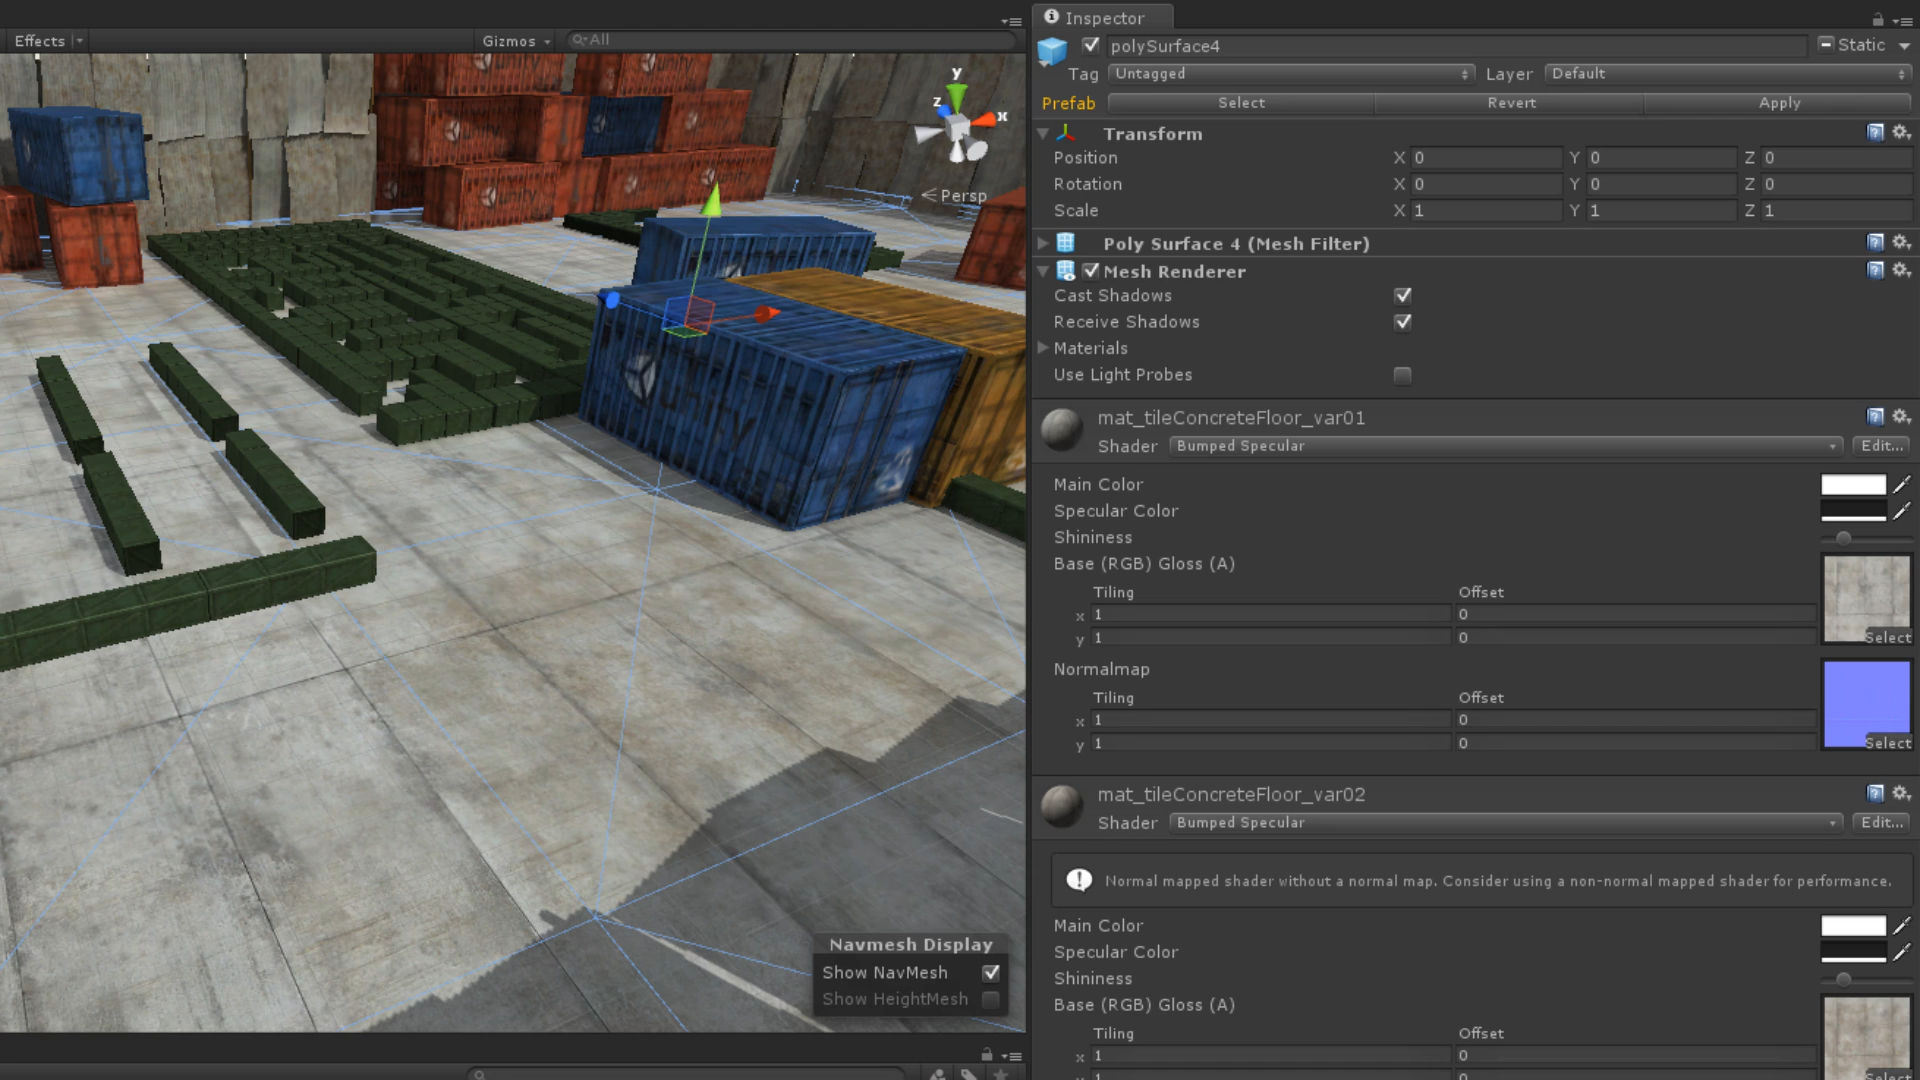 Effects
Gizmos
All
y
z
x
Persp
unity
Navmesh Display
Show NavMesh
Show HeightMesh
Inspector
polySurface4
Static
Tag Untagged Layer Default
Prefab Select Revert Apply
Transform
Position X 0 Y 0 Z 0
Rotation X 0 Y 0 Z 0
Scale X 1 Y 1 Z 1
Poly Surface 4 (Mesh Filter)
Mesh Renderer
Cast Shadows
Receive Shadows
Materials
Use Light Probes
mat_tileConcreteFloor_var01
Shader Bumped Specular Edit...
Main Color
Specular Color
Shininess
Base (RGB) Gloss (A)
Tiling Offset
x 1 0
y 1 0
Select
Normalmap
Tiling Offset
x 1 0
y 1 0
Select
mat_tileConcreteFloor_var02
Shader Bumped Specular Edit...
Normal mapped shader without a normal map. Consider using a non-normal mapped shader for performance.
Main Color
Specular Color
Shininess
Base (RGB) Gloss (A)
Tiling Offset
x 1 0
1 0
Select